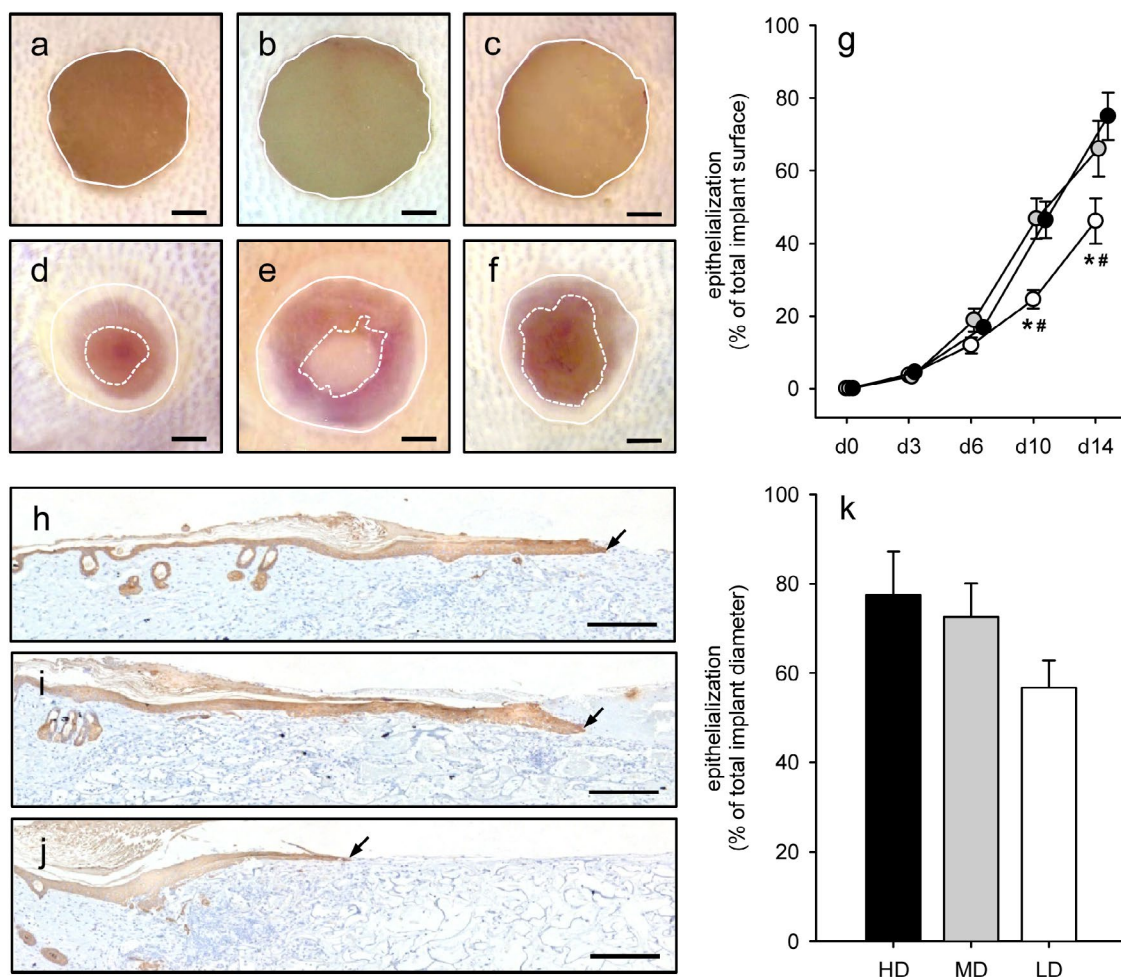 a
b
c
d
e
f
g
100
80
60
40
20
0
epithelialization
(% of total implant surface)
*#
*#
d0 d3 d6 d10 d14
h
i
j
k
100
80
60
40
20
0
epithelialization
(% of total implant diameter)
HD MD LD